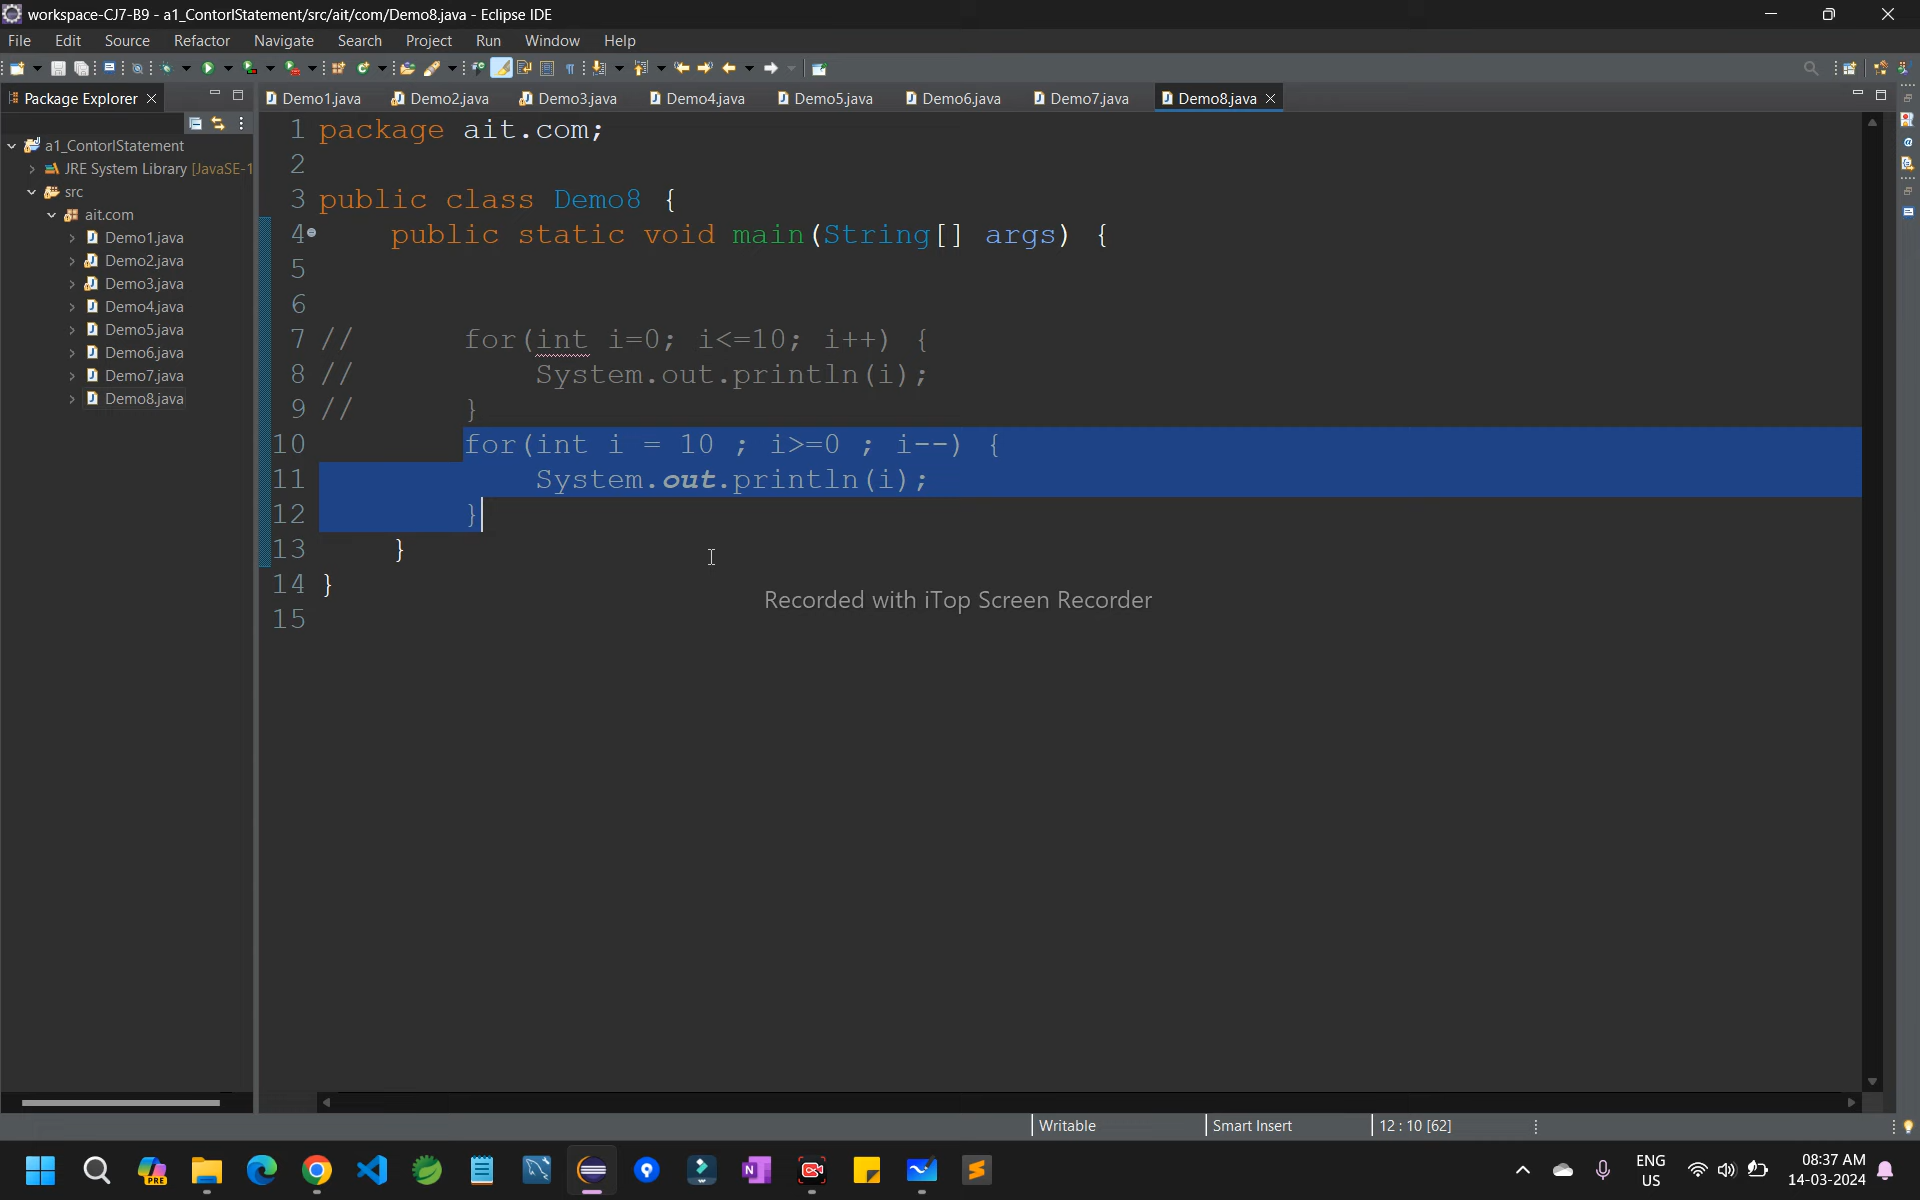 workspace-CJ7-B9 - a1_ContorlStatement/src/ait/com/Demo8.java - Eclipse IDE
File Edit Source Refactor Navigate Search Project Run Window Help
Package Explorer
Demo1.java Demo2.java Demo3.java Demo4.java Demo5.java Demo6.java Demo7.java Demo8.java
a1_ContorlStatement
JRE System Library [JavaSE-1
src
ait.com
Demo1.java
Demo2.java
Demo3.java
Demo4.java
Demo5.java
Demo6.java
Demo7.java
Demo8.java
1 package ait.com;
2
3 public class Demo8 {
4 public static void main(String[] args) {
5
6
7 // for(int i=0; i<=10; i++) {
8 // System.out.println(i);
9 // }
10 for(int i = 10 ; i>=0 ; i--) {
11 System.out.println(i);
12 }
13 }
14 }
15
Recorded with iTop Screen Recorder
Writable Smart Insert 12 : 10 [62]
PRE
N
ENG
US
08:37 AM
14-03-2024